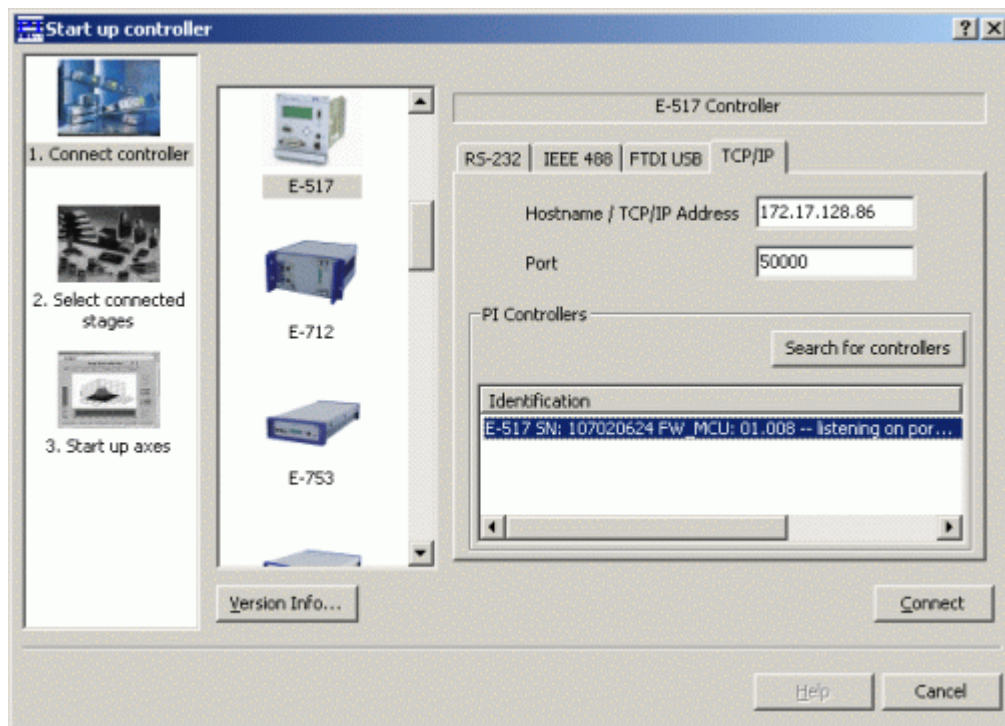 Start up controller
1. Connect controller
2. Select connected
stages
3. Start up axes
E-517
E-712
E-753
Version Info...
E-517 Controller
RS-232 IEEE 488 FTDI USB TCP/IP
Hostname / TCP/IP Address 172.17.128.86
Port 50000
PI Controllers
Search for controllers
Identification
E-517 SN: 107020624 FW_MCU: 01.008 -- listening on por...
Connect
Help Cancel